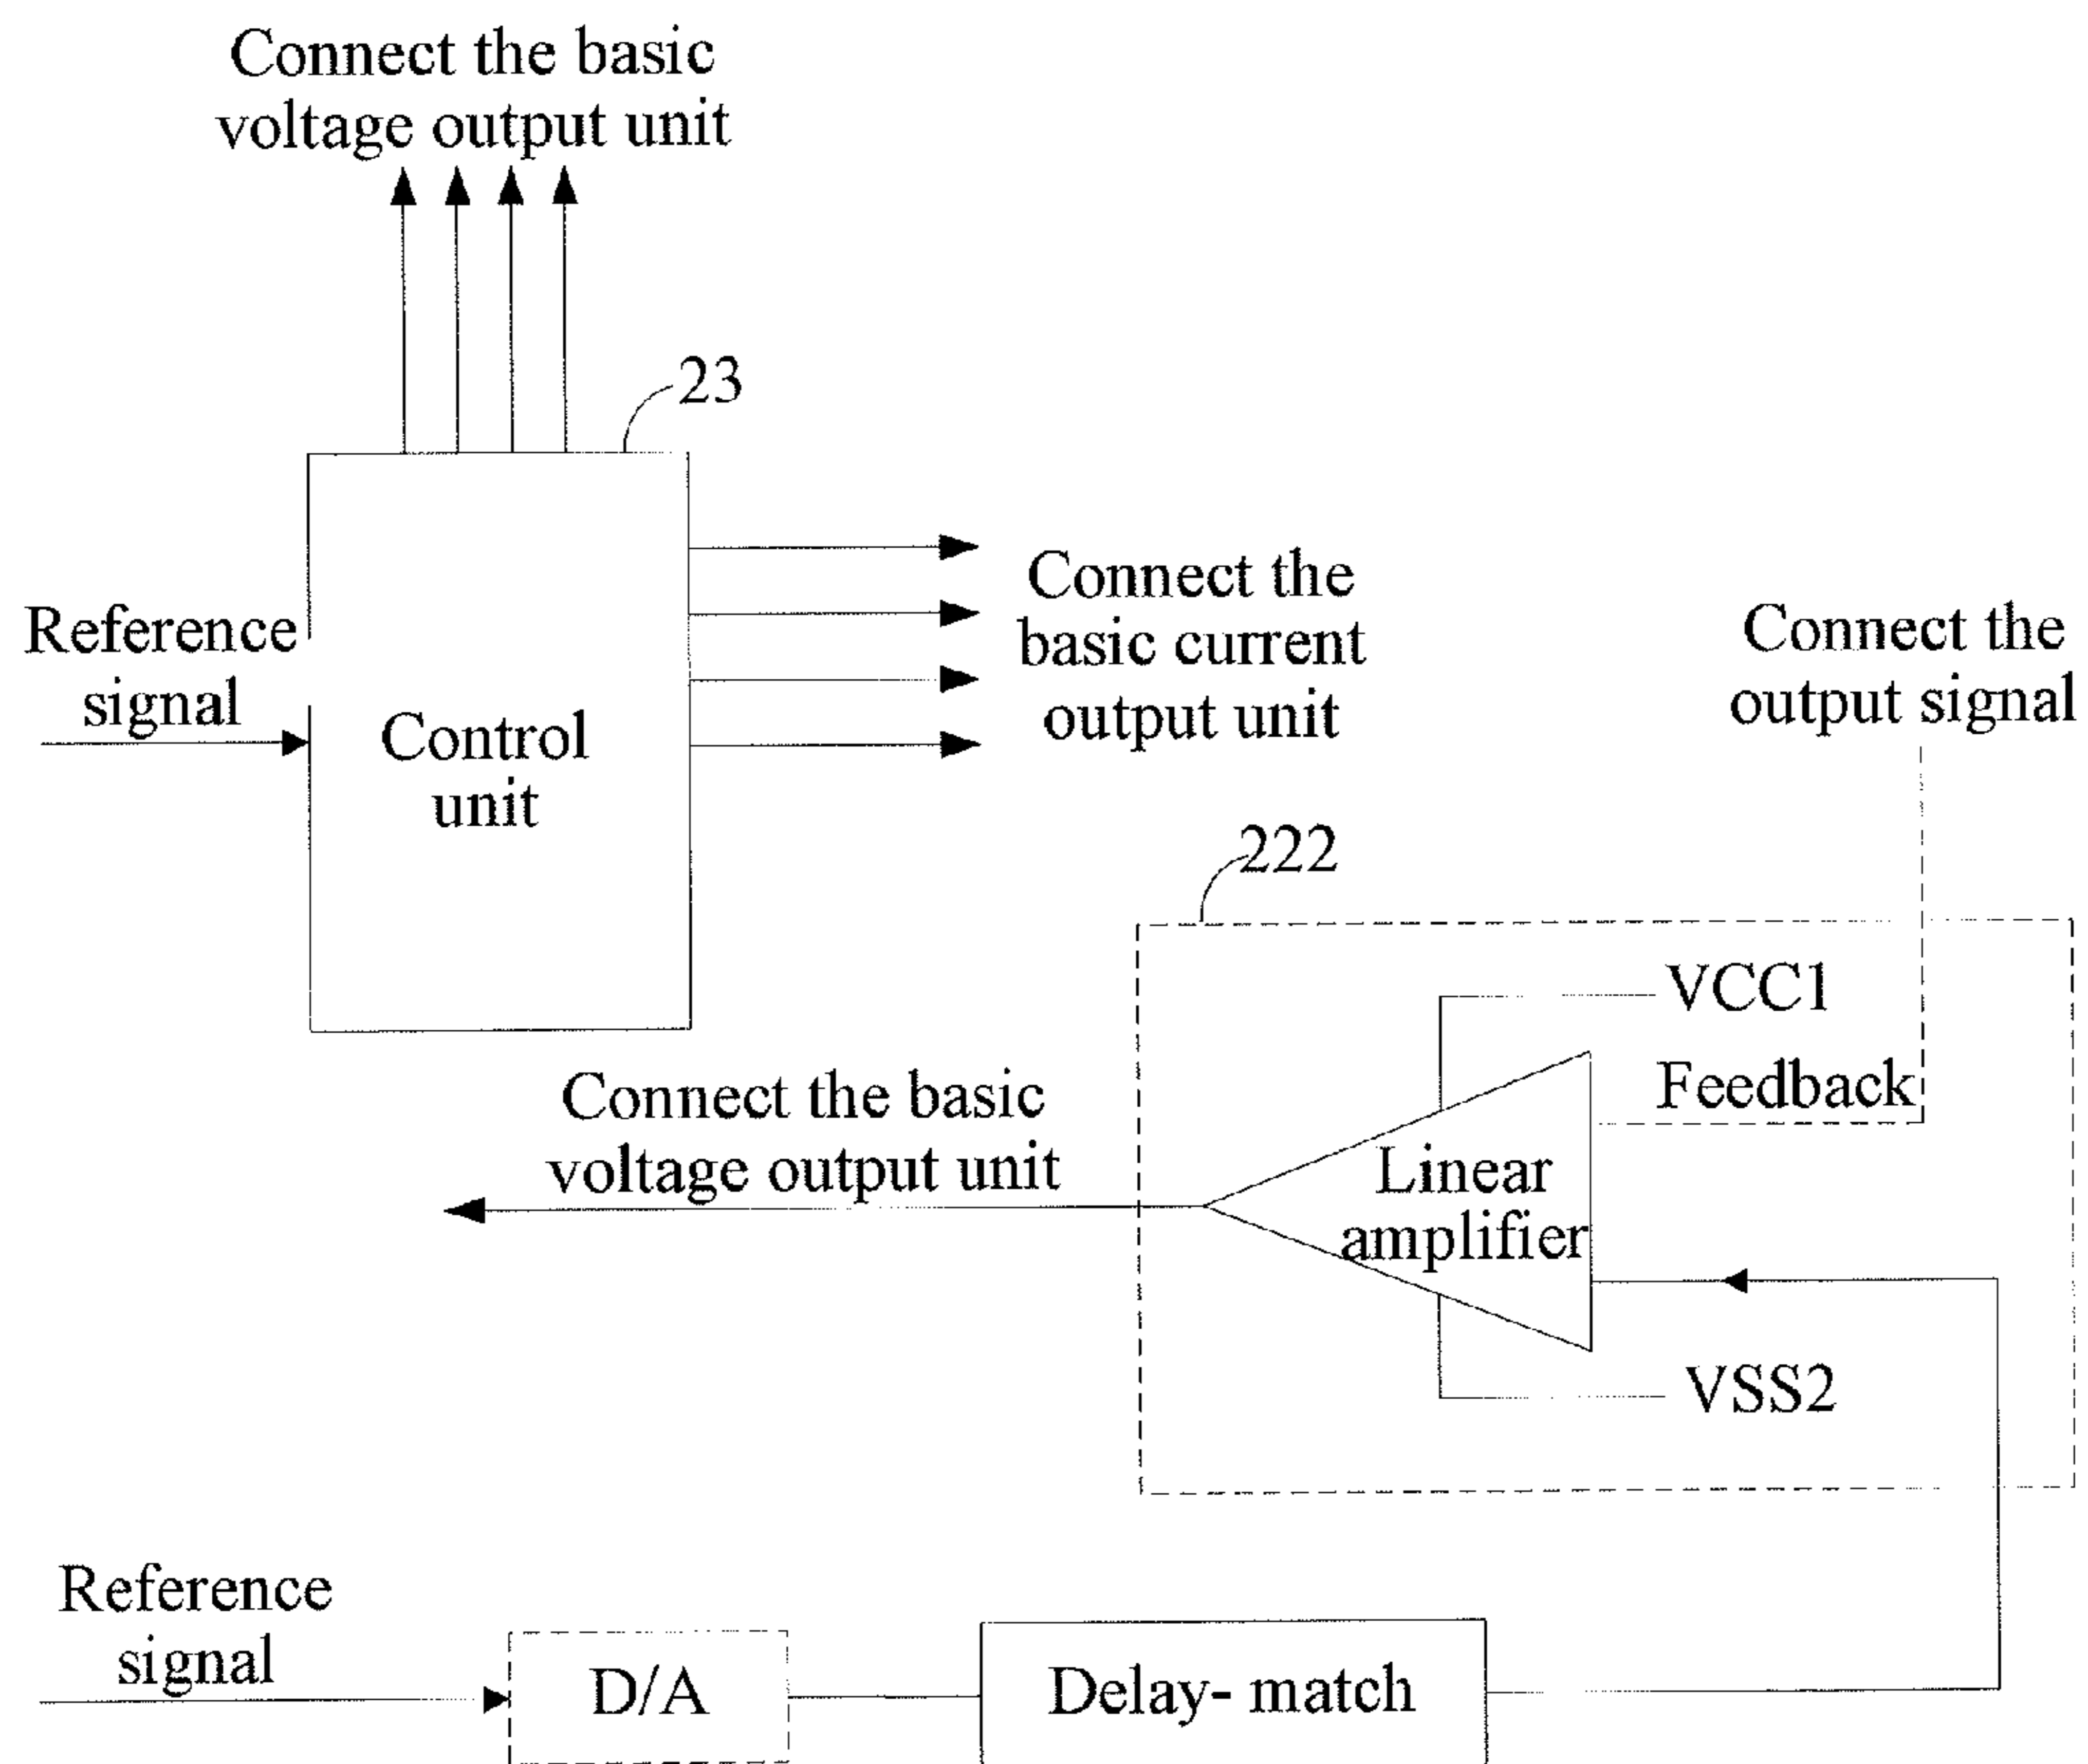 Connect the basic
voltage output unit
23
Reference
signal
Control
unit
Connect the
basic current
output unit
Connect the
output signal
222
VCC1
Feedback
Connect the basic
voltage output unit
Linear
amplifier
VSS2
Reference
signal
D/A
Delay- match